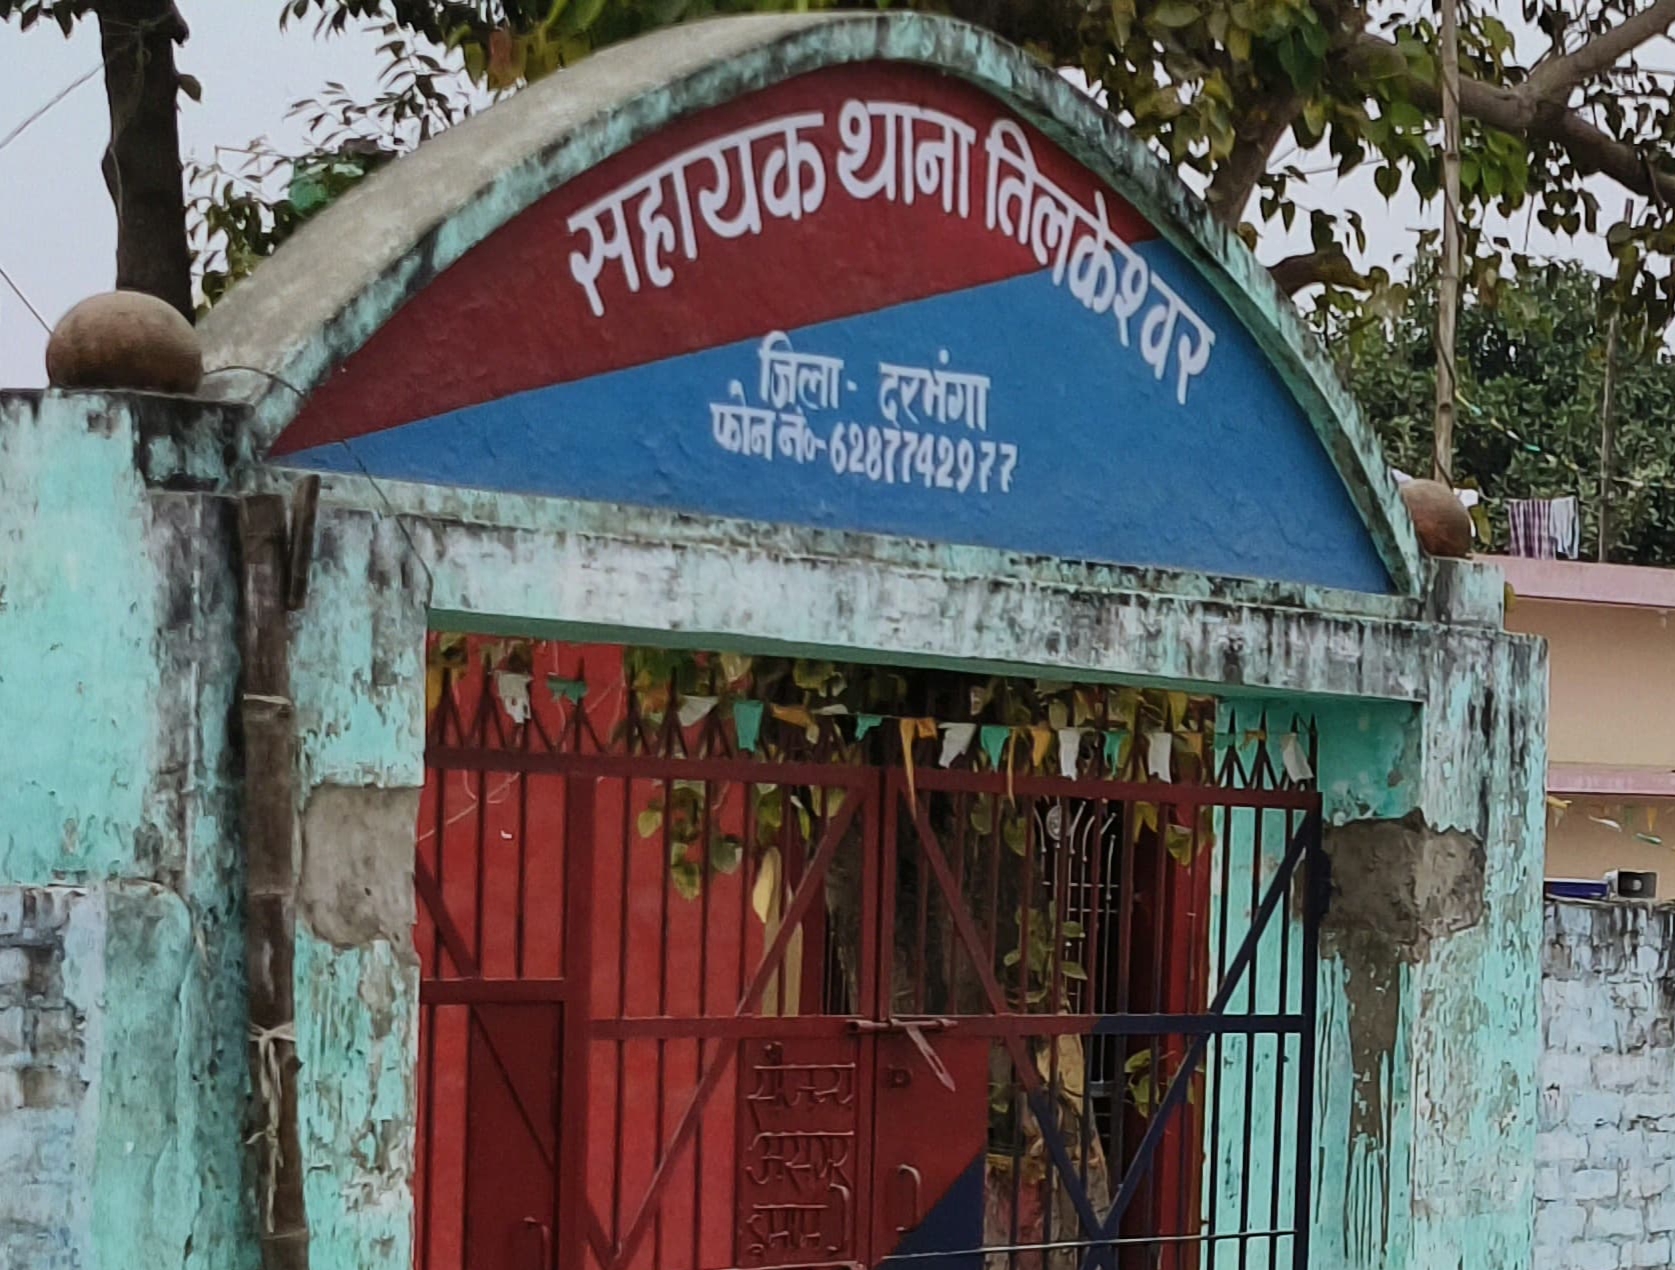 सहायक थाना तिलकेश्वर
जिला - दरभंगा
फोन नं०-6287742977